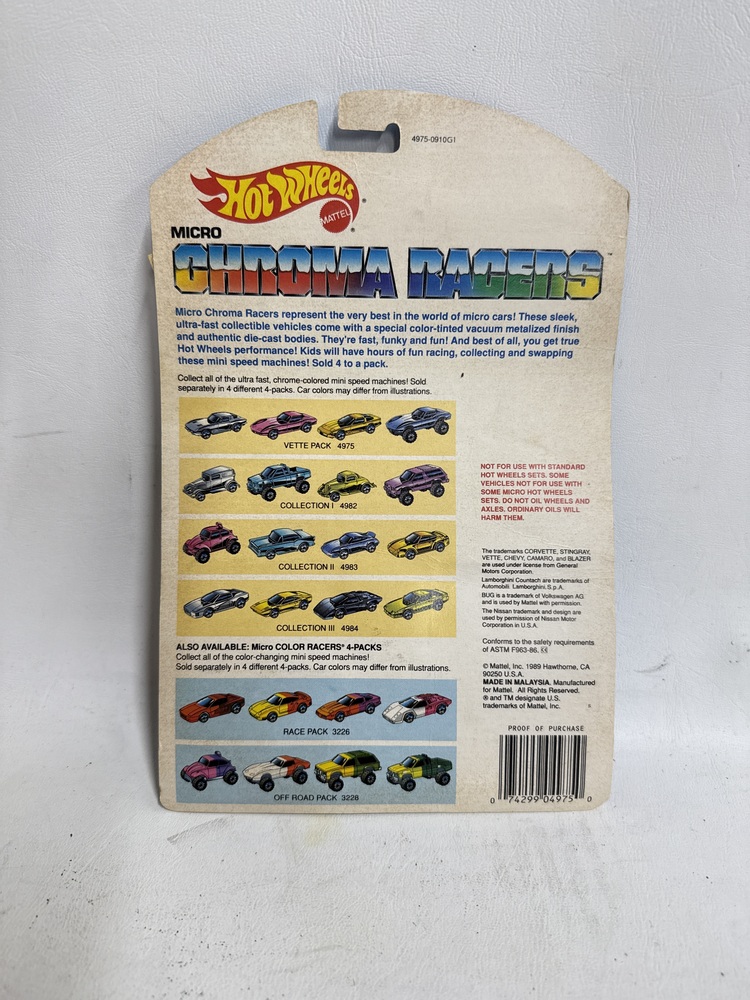 4975-0910G1
Hot Wheels®
MATTEL
®
MICRO
CHROMA RACERS™
Micro Chroma Racers represent the very best in the world of micro cars! These sleek,
ultra-fast collectible vehicles come with a special color-tinted vacuum metalized finish
and authentic die-cast bodies. They're fast, funky and fun! And best of all, you get true
Hot Wheels performance! Kids will have hours of fun racing, collecting and swapping
these mini speed machines! Sold 4 to a pack.
Collect all of the ultra fast, chrome-colored mini speed machines! Sold
separately in 4 different 4-packs. Car colors may differ from illustrations.
VETTE PACK 4975
COLLECTION I 4982
COLLECTION II 4983
COLLECTION III 4984
ALSO AVAILABLE: Micro COLOR RACERS® 4-PACKS
Collect all of the color-changing mini speed machines!
Sold separately in 4 different 4-packs. Car colors may differ from illustrations.
RACE PACK 3226
OFF ROAD PACK 3228
NOT FOR USE WITH STANDARD
HOT WHEELS SETS. SOME
VEHICLES NOT FOR USE WITH
SOME MICRO HOT WHEELS
SETS. DO NOT OIL WHEELS AND
AXLES. ORDINARY OILS WILL
HARM THEM.
The trademarks CORVETTE, STINGRAY,
VETTE, CHEVY, CAMARO, and BLAZER
are used under license from General
Motors Corporation.
Lamborghini Countach are trademarks of
Automobili. Lamborghini, S.p.A.
BUG is a trademark of Volkswagen AG
and is used by Mattel with permission.
The Nissan trademark and design are
used by permission of Nissan Motor
Corporation in U.S.A.
Conforms to the safety requirements
of ASTM F963-86.
© Mattel, Inc. 1989 Hawthorne, CA
90250 U.S.A.
MADE IN MALAYSIA. Manufactured
for Mattel. All Rights Reserved.
® and TM designate U.S.
trademarks of Mattel, Inc.
PROOF OF PURCHASE
0 74299 04975 0